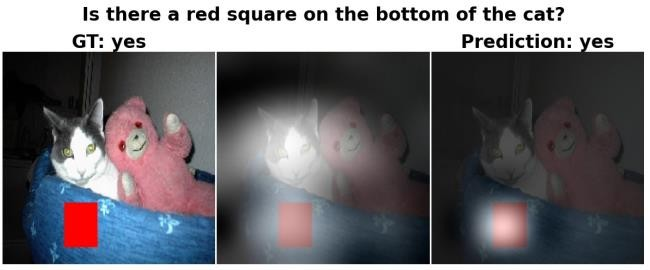 Is there a red square on the bottom of the cat?
GT: yes
Prediction: yes